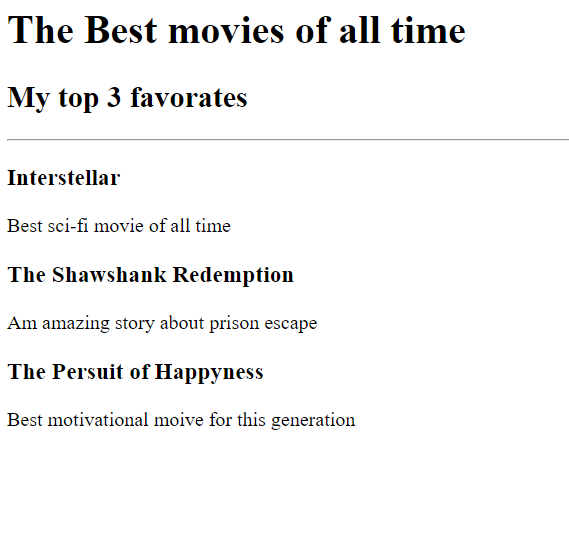 The Best movies of all time
My top 3 favorates
Interstellar
Best sci-fi movie of all time
The Shawshank Redemption
Am amazing story about prison escape
The Persuit of Happyness
Best motivational moive for this generation